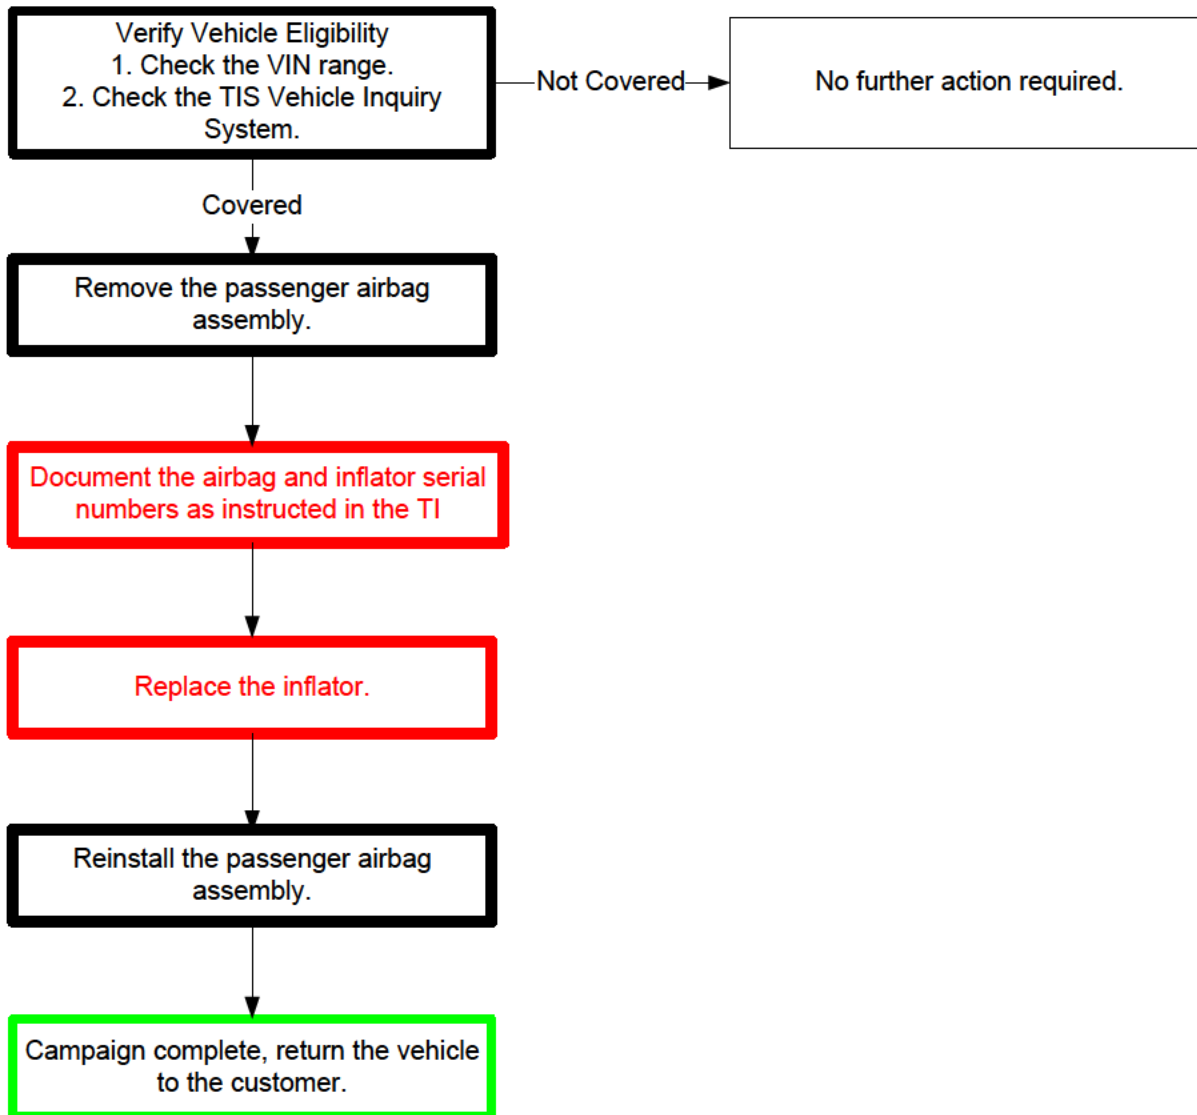 Verify Vehicle Eligibility
1. Check the VIN range.
2. Check the TIS Vehicle Inquiry
System.
Not Covered
No further action required.
Covered
Remove the passenger airbag
assembly.
Document the airbag and inflator serial
numbers as instructed in the TI
Replace the inflator.
Reinstall the passenger airbag
assembly.
Campaign complete, return the vehicle
to the customer.